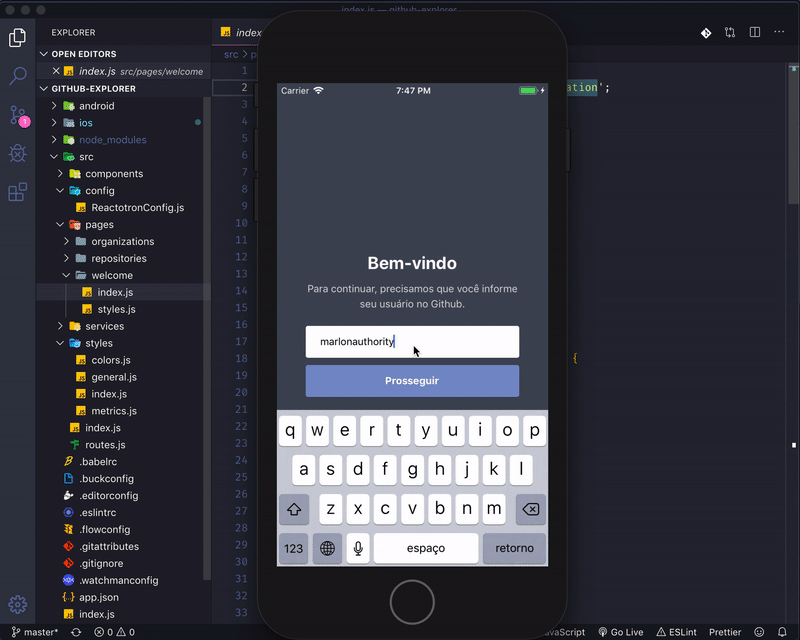 index.js — github-explorer
EXPLORER
index
OPEN EDITORS
index.js src/pages/welcome
src
GITHUB-EXPLORER
android
ios
node_modules
src
components
config
ReactotronConfig.js
pages
organizations
repositories
welcome
index.js
styles.js
services
styles
colors.js
general.js
index.js
metrics.js
index.js
routes.js
.babelrc
.buckconfig
.editorconfig
.eslintrc
.flowconfig
.gitattributes
.gitignore
.watchmanconfig
app.json
index.js
1
2
3
4
5
6
7
8
9
10
11
12
13
14
15
16
17
18
19
20
21
22
23
24
25
26
27
28
29
30
31
32
33
ation';
{
Carrier 7:47 PM
Bem-vindo
Para continuar, precisamos que você informe
seu usuário no Github.
marlonauthority
Prosseguir
q w e r t y u i o p
a s d f g h j k l
z x c v b n m
123 espaço retorno
1
master* 0 0 avaScript Go Live ESLint Prettier